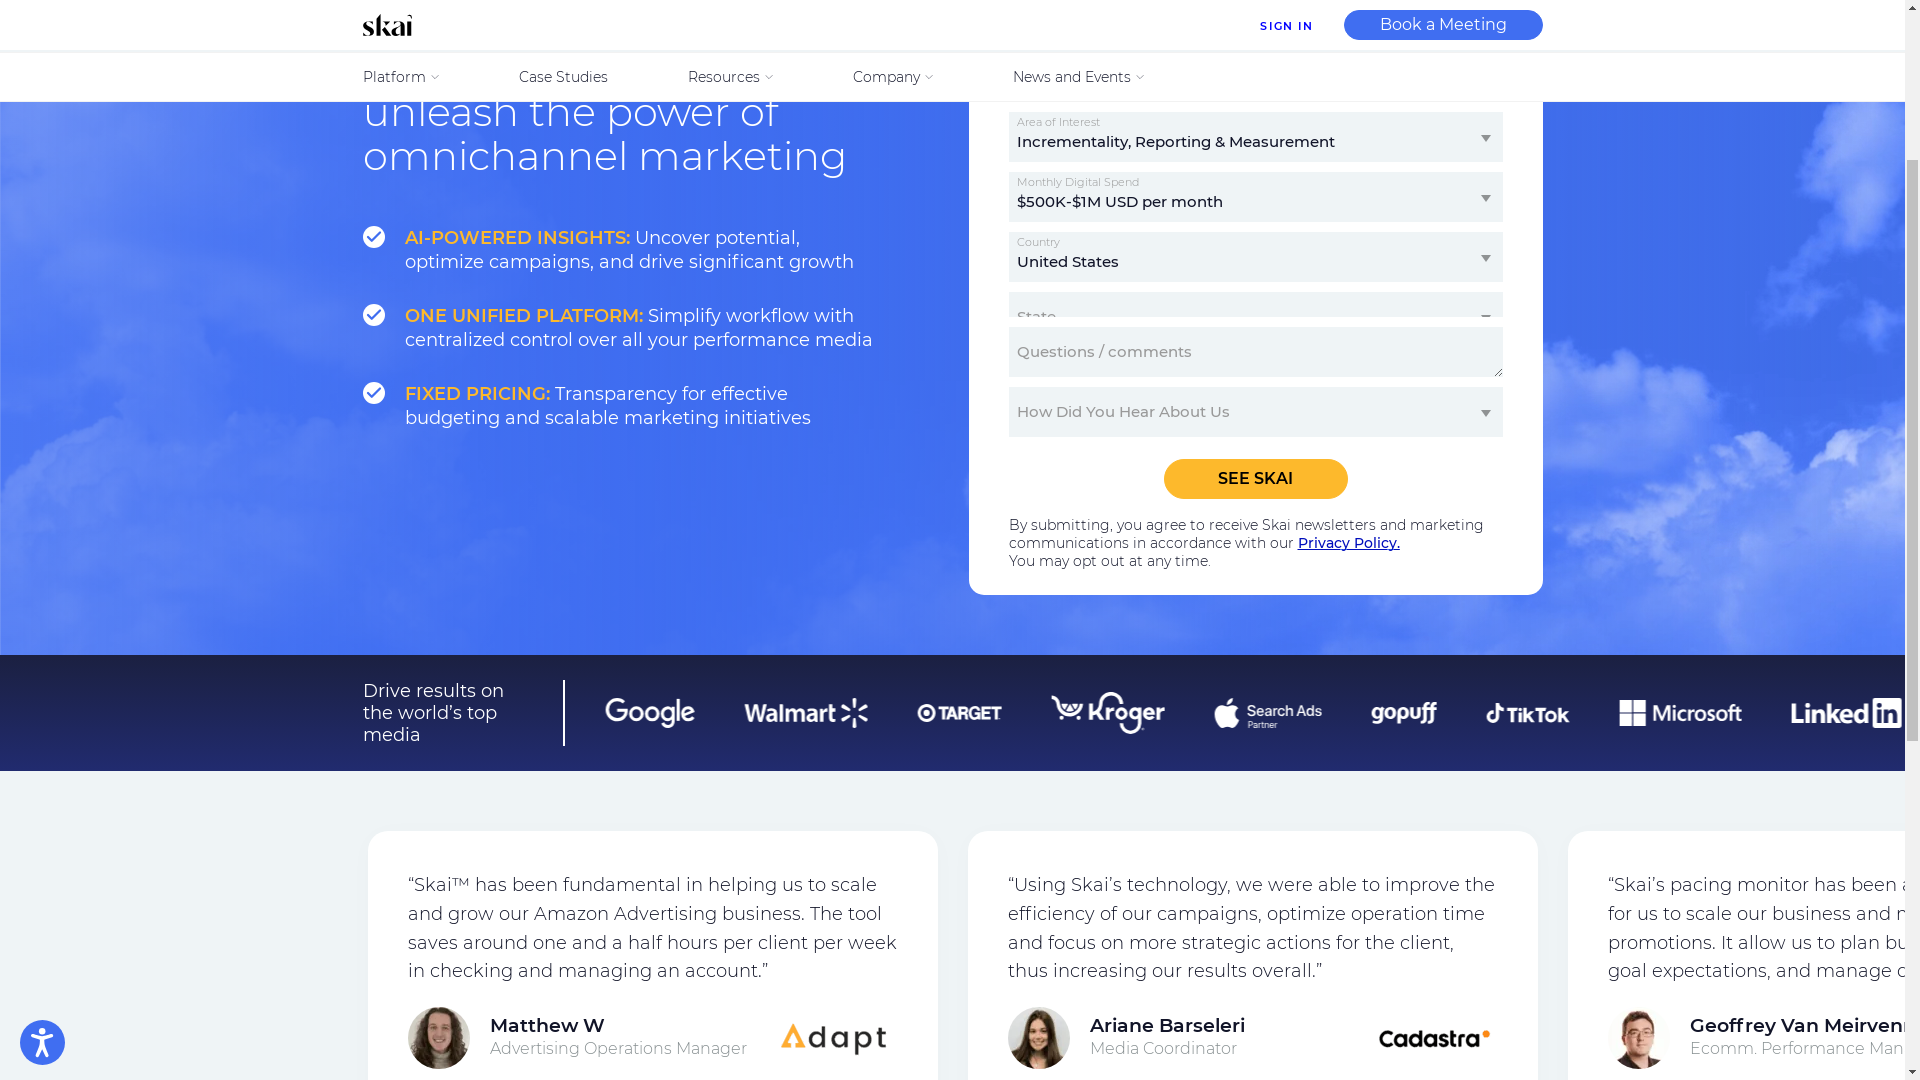 skai
SIGN IN
Book a Meeting
Platform
Case Studies
Resources
Company
News and Events
unleash the power of
omnichannel marketing
AI-POWERED INSIGHTS: Uncover potential,
optimize campaigns, and drive significant growth
ONE UNIFIED PLATFORM: Simplify workflow with
centralized control over all your performance media
FIXED PRICING: Transparency for effective
budgeting and scalable marketing initiatives
Area of Interest
Incrementality, Reporting & Measurement
Monthly Digital Spend
$500K-$1M USD per month
Country
United States
State
Questions / comments
How Did You Hear About Us
SEE SKAI
By submitting, you agree to receive Skai newsletters and marketing
communications in accordance with our Privacy Policy.
You may opt out at any time.
Drive results on
the world’s top
media
Google
Walmart
TARGET
Kroger
Search Ads
Partner
gopuff
TikTok
Microsoft
Linked in
“Skai™ has been fundamental in helping us to scale
and grow our Amazon Advertising business. The tool
saves around one and a half hours per client per week
in checking and managing an account.”
Matthew W
Advertising Operations Manager
Adapt
“Using Skai’s technology, we were able to improve the
efficiency of our campaigns, optimize operation time
and focus on more strategic actions for the client,
thus increasing our results overall.”
Ariane Barseleri
Media Coordinator
Cadastra
“Skai’s pacing monitor has been
for us to scale our business and
promotions. It allow us to plan
goal expectations, and manage
Geoffrey Van
Ecomm. Performance